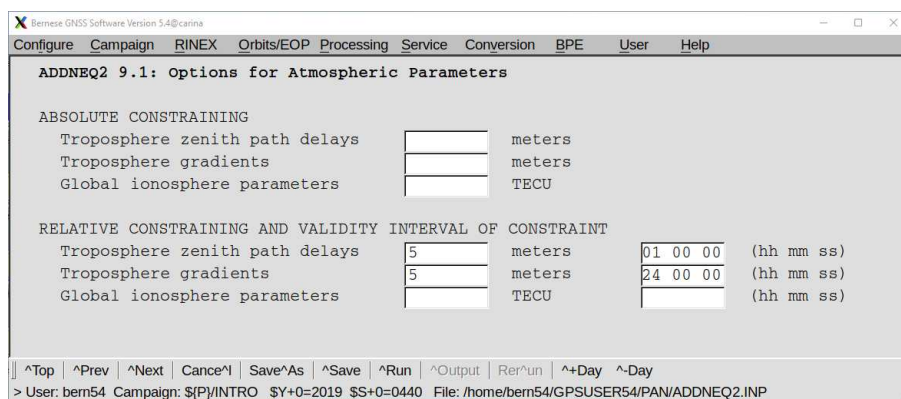 Bernese GNSS Software Version 5.4@carina
Configure Campaign RINEX Orbits/EOP Processing Service Conversion BPE User Help
ADDNEQ2 9.1: Options for Atmospheric Parameters
ABSOLUTE CONSTRAINING
Troposphere zenith path delays meters
Troposphere gradients meters
Global ionosphere parameters TECU
RELATIVE CONSTRAINING AND VALIDITY INTERVAL OF CONSTRAINT
Troposphere zenith path delays 5 meters 01 00 00 (hh mm ss)
Troposphere gradients 5 meters 24 00 00 (hh mm ss)
Global ionosphere parameters TECU (hh mm ss)
^Top | ^Prev | ^Next | Cance^l | Save^As | ^Save | ^Run | ^Output | Rer^un | ^+Day ^-Day
> User: bern54 Campaign: ${P}/INTRO $Y+0=2019 $S+0=0440 File: /home/bern54/GPSUSER54/PAN/ADDNEQ2.INP